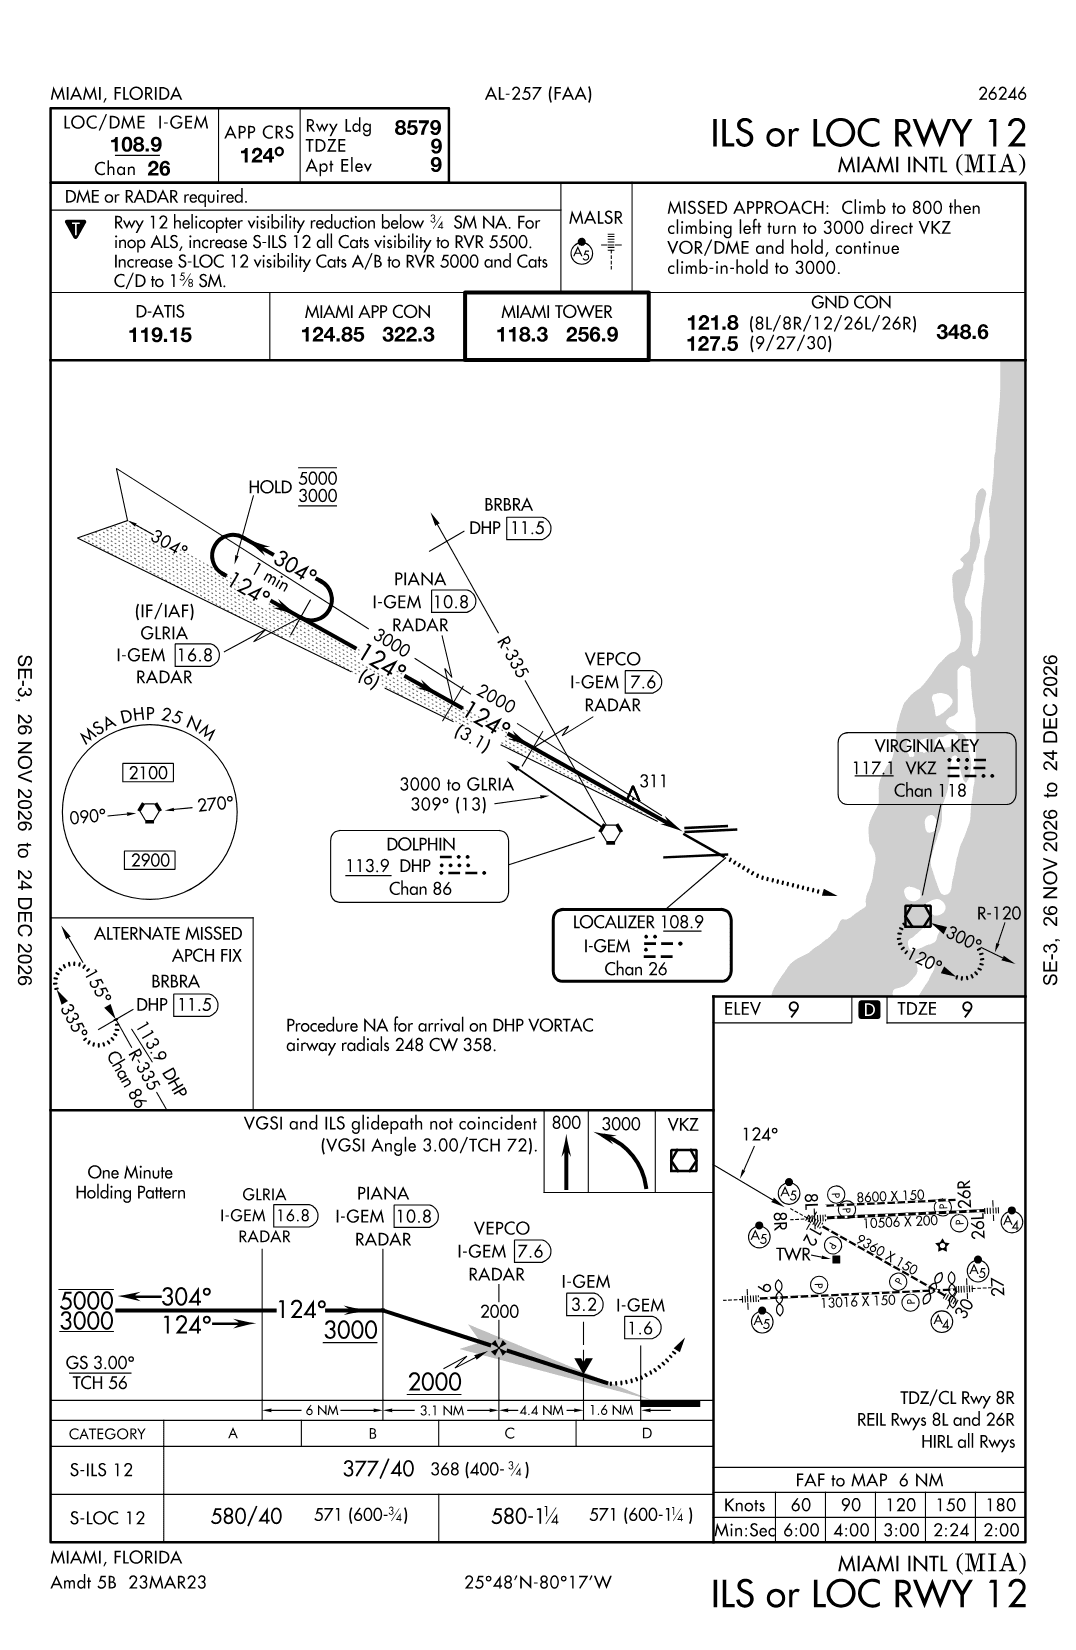 MIAMI, FLORIDA
AL-257 (FAA)
26246
LOC/DME I-GEM
108.9
Chan 26
APP CRS
124°
Rwy Ldg 8579
TDZE 9
Apt Elev 9
ILS or LOC RWY 12
MIAMI INTL (MIA)
DME or RADAR required.
T
Rwy 12 helicopter visibility reduction below ¾ SM NA. For
inop ALS, increase S-ILS 12 all Cats visibility to RVR 5500.
Increase S-LOC 12 visibility Cats A/B to RVR 5000 and Cats
C/D to 1⅝ SM.
MALSR
A5
MISSED APPROACH: Climb to 800 then
climbing left turn to 3000 direct VKZ
VOR/DME and hold, continue
climb-in-hold to 3000.
D-ATIS
119.15
MIAMI APP CON
124.85 322.3
MIAMI TOWER
118.3 256.9
GND CON
121.8 (8L/8R/12/26L/26R)
127.5 (9/27/30)
348.6
HOLD 5000
3000
304°
304°
1 min
124°
BRBRA
DHP 11.5
PIANA
I-GEM 10.8
RADAR
(IF/IAF)
GLRIA
I-GEM 16.8
RADAR
3000
124°
(6)
R-335
VEPCO
I-GEM 7.6
RADAR
2000
124°
(3.1)
MSA DHP 25 NM
2100
090°
270°
2900
3000 to GLRIA
309° (13)
311
DOLPHIN
113.9 DHP
Chan 86
VIRGINIA KEY
117.1 VKZ
Chan 118
LOCALIZER 108.9
I-GEM
Chan 26
R-120
300°
120°
SE-3, 26 NOV 2026 to 24 DEC 2026
SE-3, 26 NOV 2026 to 24 DEC 2026
ALTERNATE MISSED
APCH FIX
BRBRA
DHP 11.5
155°
335°
113.9 DHP
R-335
Chan 86
Procedure NA for arrival on DHP VORTAC
airway radials 248 CW 358.
ELEV 9
D
TDZE 9
124°
A5
8L
P
P
8600 X 150
P
26R
8R
10506 X 200
P
26L
A4
A5
12
TWR
P
9360 X 150
A5
9
P
P
27
13016 X 150
P
30
A5
A4
TDZ/CL Rwy 8R
REIL Rwys 8L and 26R
HIRL all Rwys
VGSI and ILS glidepath not coincident
(VGSI Angle 3.00/TCH 72).
800
3000
VKZ
One Minute
Holding Pattern
GLRIA
I-GEM 16.8
RADAR
PIANA
I-GEM 10.8
RADAR
VEPCO
I-GEM 7.6
RADAR
I-GEM
3.2
I-GEM
1.6
5000
3000
304°
124°
124°
3000
2000
2000
GS 3.00°
TCH 56
6 NM
3.1 NM
4.4 NM
1.6 NM
CATEGORY A B C D
S-ILS 12 377/40 368 (400-¾)
S-LOC 12 580/40 571 (600-¾) 580-1¼ 571 (600-1¼)
FAF to MAP 6 NM
Knots 60 90 120 150 180
Min:Sec 6:00 4:00 3:00 2:24 2:00
MIAMI, FLORIDA
Amdt 5B 23MAR23
25°48'N-80°17'W
MIAMI INTL (MIA)
ILS or LOC RWY 12